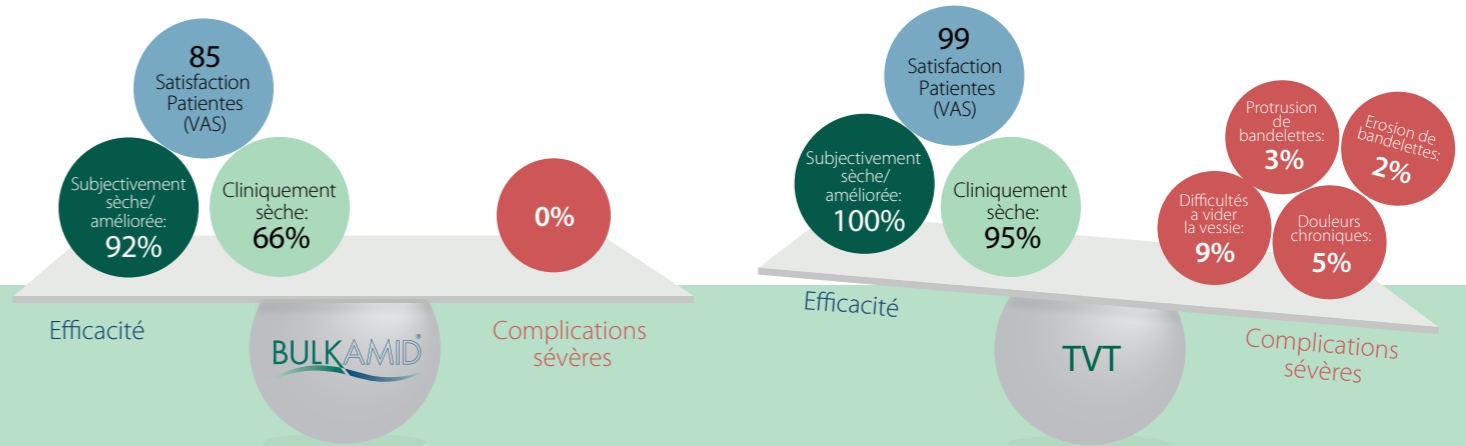 85
Satisfaction
Patientes
(VAS)
Subjectivement
sèche/
améliorée:
92%
Cliniquement
sèche:
66%
0%
Efficacité
BULKAMID®
Complications
sévères
99
Satisfaction
Patientes
(VAS)
Subjectivement
sèche/
améliorée:
100%
Cliniquement
sèche:
95%
Protrusion
de
bandelettes:
3%
Erosion de
bandelettes:
2%
Difficultés
a vider
la vessie:
9%
Douleurs
chroniques:
5%
Efficacité
TVT
Complications
sévères